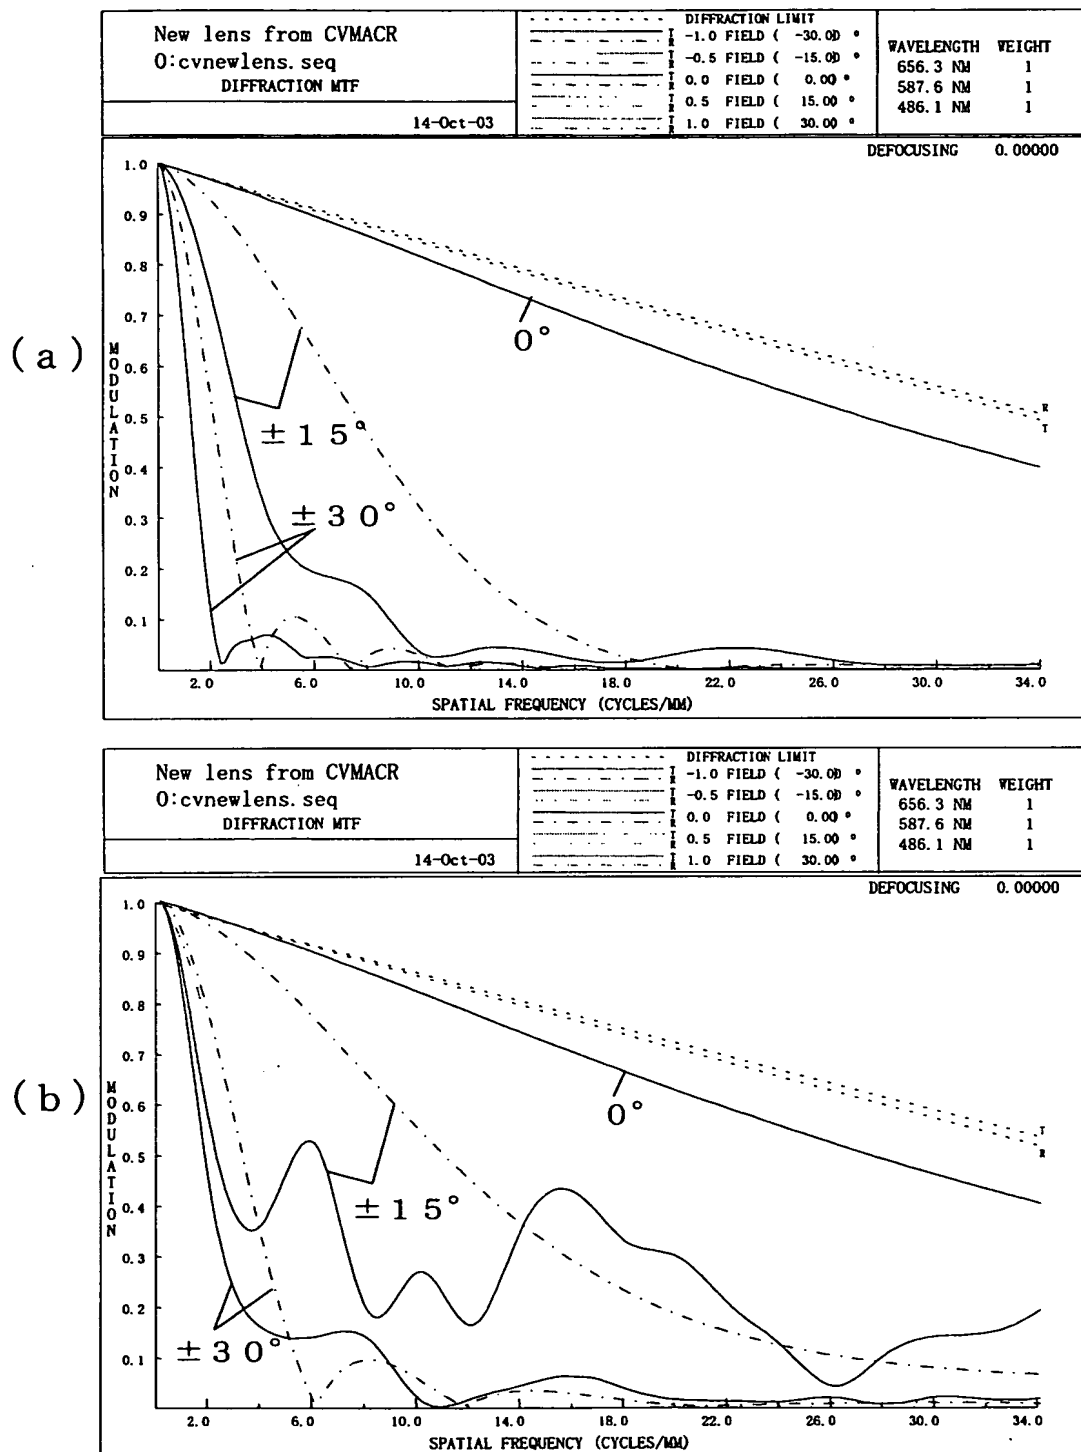 (a)
New lens from CVMACR
O:cvnewlens.seq
DIFFRACTION MTF
14-Oct-03
DIFFRACTION LIMIT
T
R
-1.0 FIELD ( -30.00 °
T
R
-0.5 FIELD ( -15.00 °
T
R
0.0 FIELD ( 0.00 °
T
R
0.5 FIELD ( 15.00 °
T
R
1.0 FIELD ( 30.00 °
WAVELENGTH WEIGHT
656.3 NM 1
587.6 NM 1
486.1 NM 1
DEFOCUSING 0.00000
1.0
0.9
0.8
0.7
0.6
0.5
0.4
0.3
0.2
0.1
MODULATION
0°
±15°
±30°
R
T
2.0 6.0 10.0 14.0 18.0 22.0 26.0 30.0 34.0
SPATIAL FREQUENCY (CYCLES/MM)
(b)
New lens from CVMACR
O:cvnewlens.seq
DIFFRACTION MTF
14-Oct-03
DIFFRACTION LIMIT
T
R
-1.0 FIELD ( -30.00 °
T
R
-0.5 FIELD ( -15.00 °
T
R
0.0 FIELD ( 0.00 °
T
R
0.5 FIELD ( 15.00 °
T
R
1.0 FIELD ( 30.00 °
WAVELENGTH WEIGHT
656.3 NM 1
587.6 NM 1
486.1 NM 1
DEFOCUSING 0.00000
1.0
0.9
0.8
0.7
0.6
0.5
0.4
0.3
0.2
0.1
MODULATION
0°
±15°
±30°
T
R
2.0 6.0 10.0 14.0 18.0 22.0 26.0 30.0 34.0
SPATIAL FREQUENCY (CYCLES/MM)